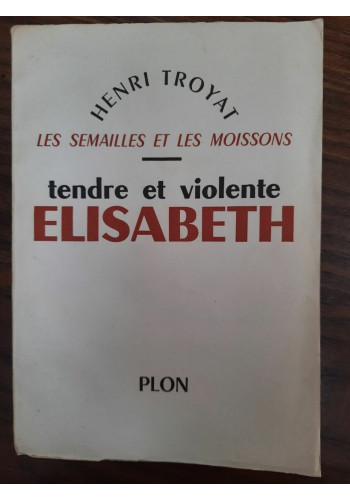 HENRI TROYAT
LES SEMAILLES ET LES MOISSONS
tendre et violente
ELISABETH
PLON